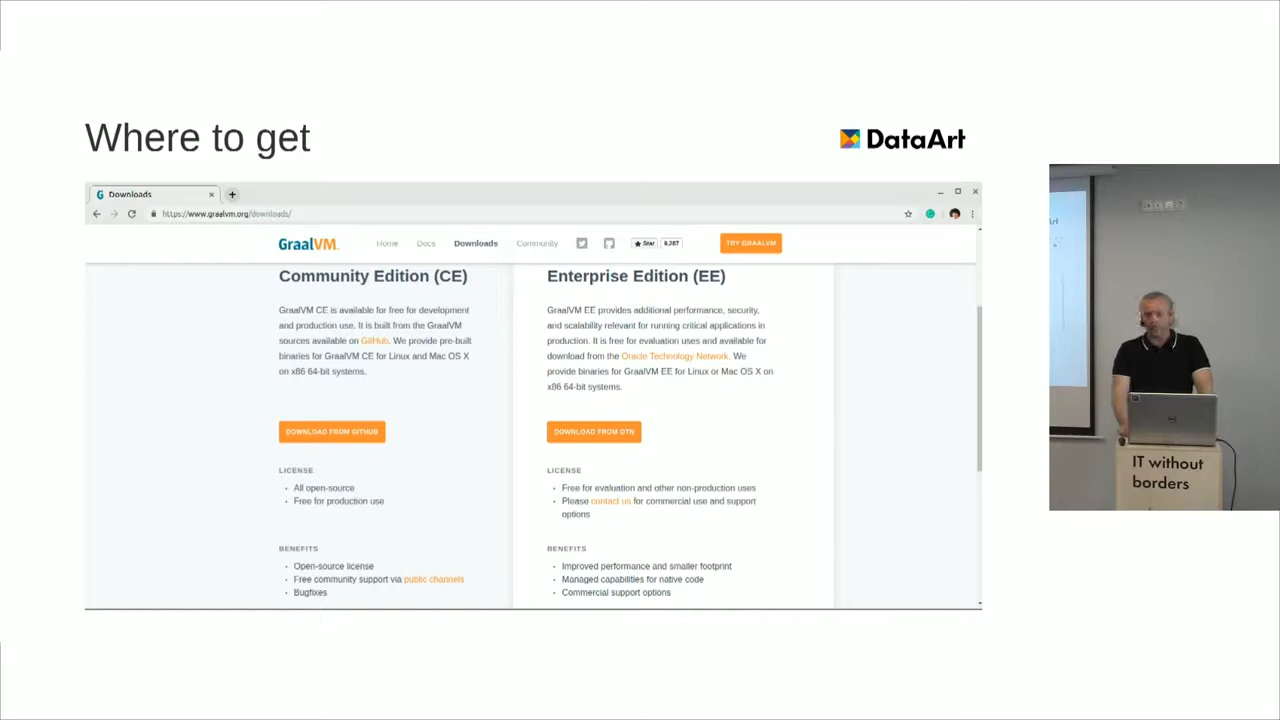 Where to get
DataArt
Downloads
https://www.graalvm.org/downloads/
GraalVM.
Home
Docs
Downloads
Community
Star
9,287
TRY GRAALVM
Community Edition (CE)
GraalVM CE is available for free for development
and production use. It is built from the GraalVM
sources available on GitHub. We provide pre-built
binaries for GraalVM CE for Linux and Mac OS X
on x86 64-bit systems.
DOWNLOAD FROM GITHUB
LICENSE
All open-source
Free for production use
BENEFITS
Open-source license
Free community support via public channels
Bugfixes
Enterprise Edition (EE)
GraalVM EE provides additional performance, security,
and scalability relevant for running critical applications in
production. It is free for evaluation uses and available for
download from the Oracle Technology Network. We
provide binaries for GraalVM EE for Linux or Mac OS X on
x86 64-bit systems.
DOWNLOAD FROM OTN
LICENSE
Free for evaluation and other non-production uses
Please contact us for commercial use and support
options
BENEFITS
Improved performance and smaller footprint
Managed capabilities for native code
Commercial support options
IT without
borders